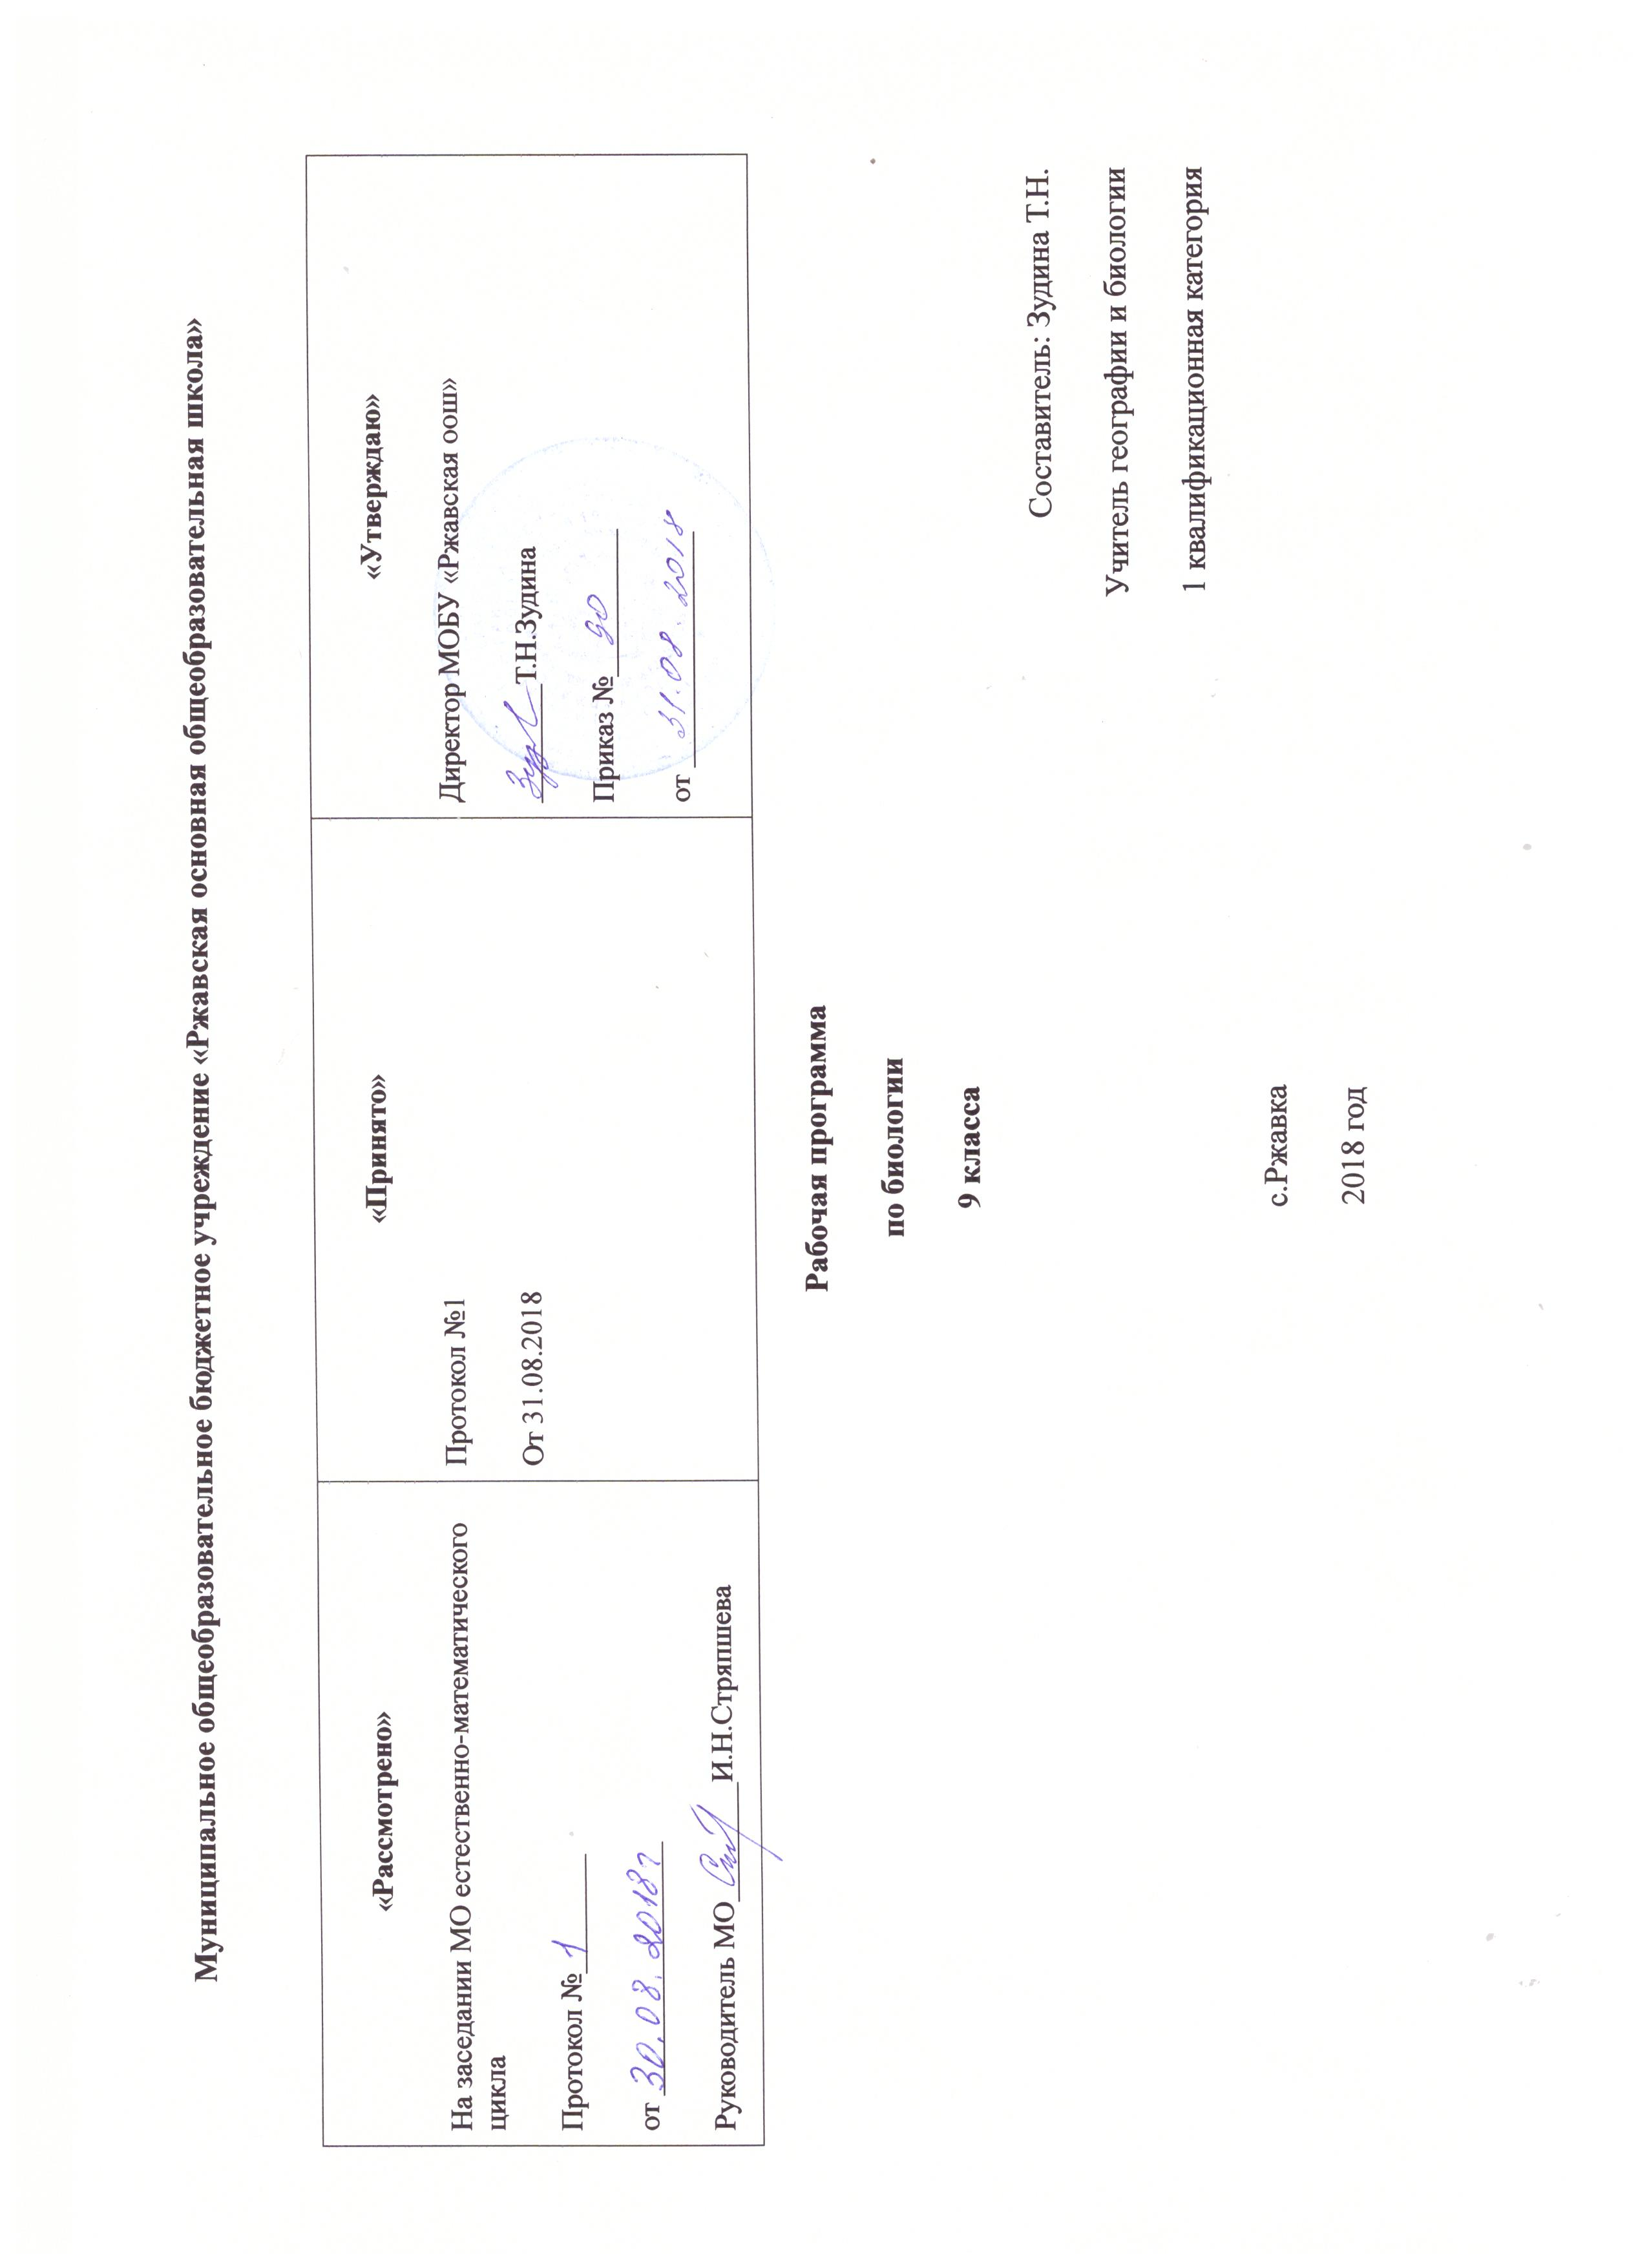 Муниципальное общеобразовательное бюджетное учреждение «Ржавская основная общеобразовательная школа»
«Рассмотрено»
На заседании МО естественно-математического
цикла
Протокол № 1
от 30.08.2018г
Руководитель МО И.Н.Стряпшева
«Принято»
Протокол №1
От 31.08.2018
«Утверждаю»
Директор МОБУ «Ржавская оош»
Т.Н.Зудина
Приказ № 90
от 31.08.2018
Рабочая программа
по биологии
9 класса
Составитель: Зудина Т.Н.
Учитель географии и биологии
1 квалификационная категория
с.Ржавка
2018 год